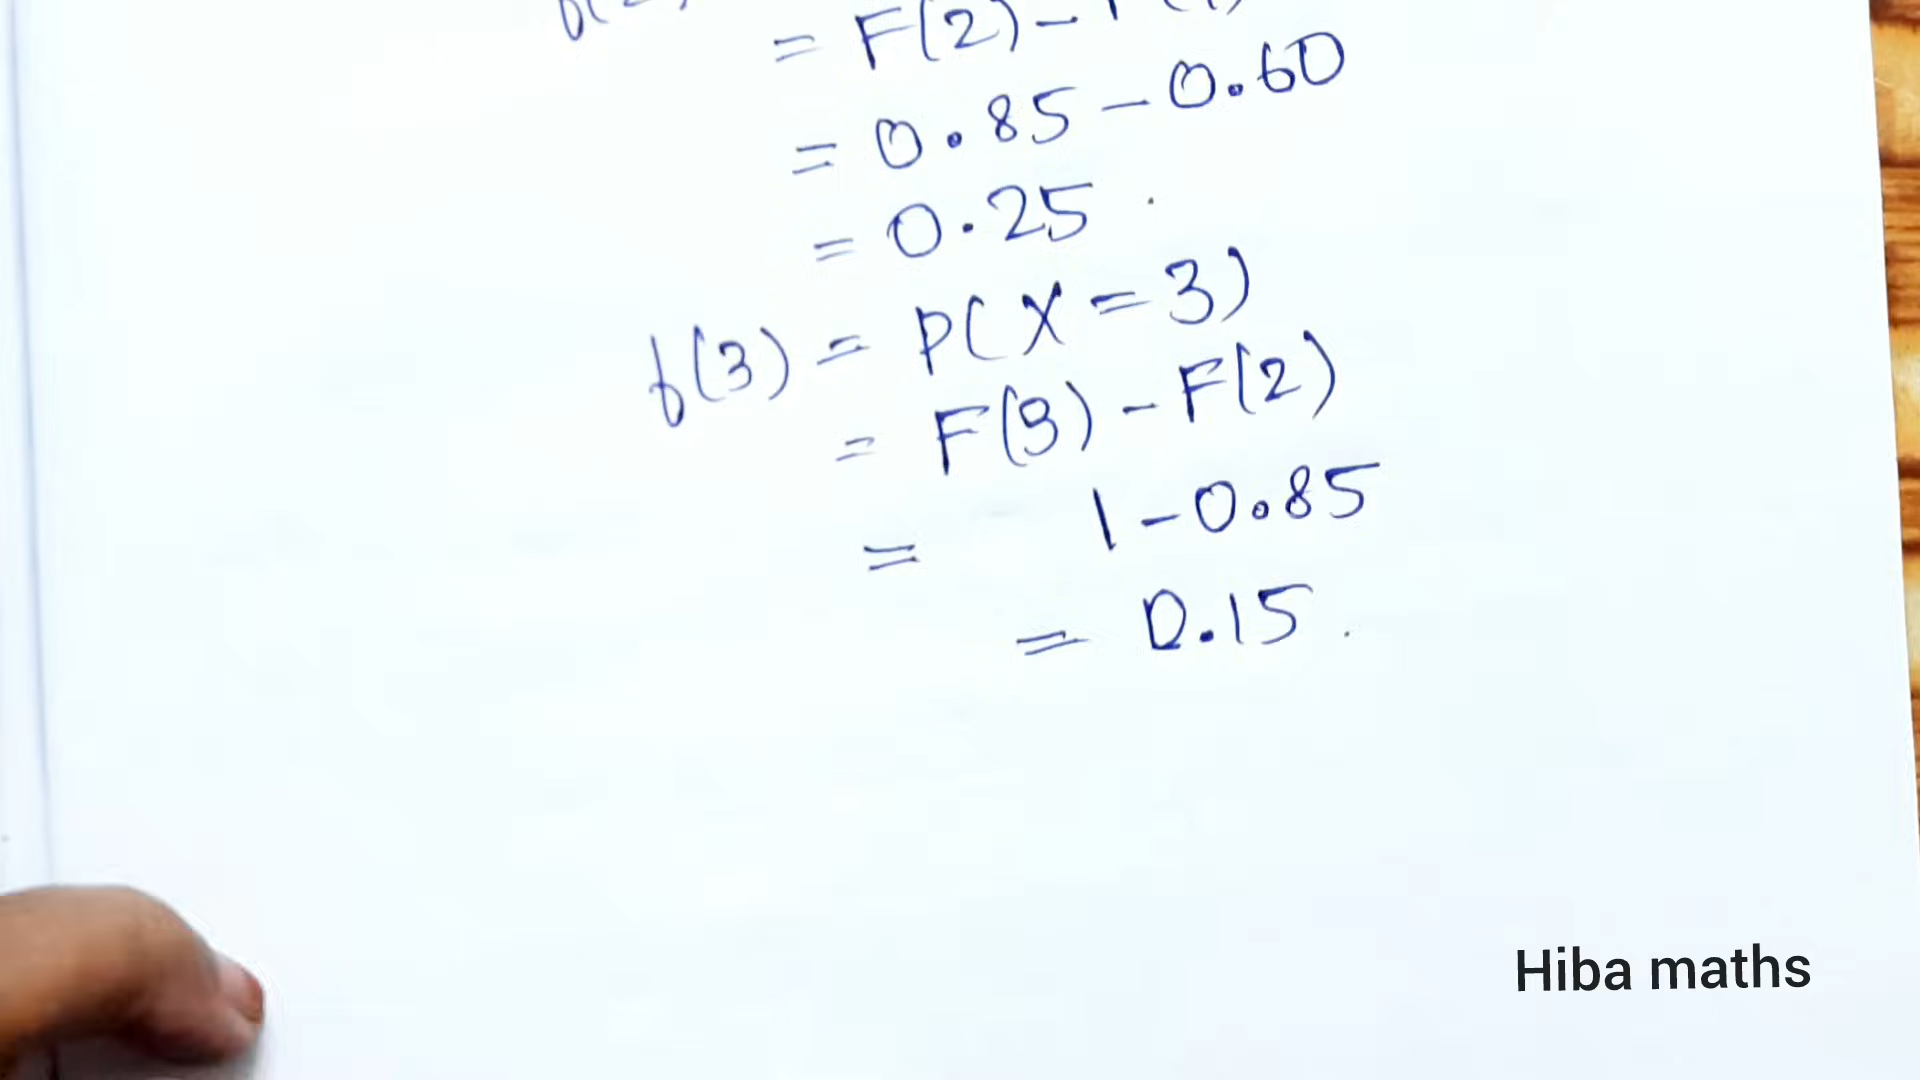 = F(2) -
= 0.85 - 0.60
= 0.25
f(3) = P(X = 3)
= F(3) - F(2)
= 1 - 0.85
= 0.15
Hiba maths